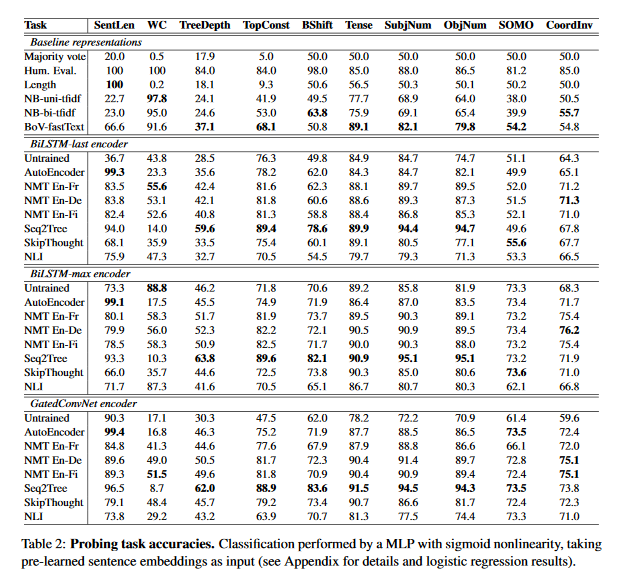 Task SentLen WC TreeDepth TopConst BShift Tense SubjNum ObjNum SOMO CoordInv
Baseline representations
Majority vote 20.0 0.5 17.9 5.0 50.0 50.0 50.0 50.0 50.0 50.0
Hum. Eval. 100 100 84.0 84.0 98.0 85.0 88.0 86.5 81.2 85.0
Length 100 0.2 18.1 9.3 50.6 56.5 50.3 50.1 50.2 50.0
NB-uni-tfidf 22.7 97.8 24.1 41.9 49.5 77.7 68.9 64.0 38.0 50.5
NB-bi-tfidf 23.0 95.0 24.6 53.0 63.8 75.9 69.1 65.4 39.9 55.7
BoV-fastText 66.6 91.6 37.1 68.1 50.8 89.1 82.1 79.8 54.2 54.8
BiLSTM-last encoder
Untrained 36.7 43.8 28.5 76.3 49.8 84.9 84.7 74.7 51.1 64.3
AutoEncoder 99.3 23.3 35.6 78.2 62.0 84.3 84.7 82.1 49.9 65.1
NMT En-Fr 83.5 55.6 42.4 81.6 62.3 88.1 89.7 89.5 52.0 71.2
NMT En-De 83.8 53.1 42.1 81.8 60.6 88.6 89.3 87.3 51.5 71.3
NMT En-Fi 82.4 52.6 40.8 81.3 58.8 88.4 86.8 85.3 52.1 71.0
Seq2Tree 94.0 14.0 59.6 89.4 78.6 89.9 94.4 94.7 49.6 67.8
SkipThought 68.1 35.9 33.5 75.4 60.1 89.1 80.5 77.1 55.6 67.7
NLI 75.9 47.3 32.7 70.5 54.5 79.7 79.3 71.3 53.3 66.5
BiLSTM-max encoder
Untrained 73.3 88.8 46.2 71.8 70.6 89.2 85.8 81.9 73.3 68.3
AutoEncoder 99.1 17.5 45.5 74.9 71.9 86.4 87.0 83.5 73.4 71.7
NMT En-Fr 80.1 58.3 51.7 81.9 73.7 89.5 90.3 89.1 73.2 75.4
NMT En-De 79.9 56.0 52.3 82.2 72.1 90.5 90.9 89.5 73.4 76.2
NMT En-Fi 78.5 58.3 50.9 82.5 71.7 90.0 90.3 88.0 73.2 75.4
Seq2Tree 93.3 10.3 63.8 89.6 82.1 90.9 95.1 95.1 73.2 71.9
SkipThought 66.0 35.7 44.6 72.5 73.8 90.3 85.0 80.6 73.6 71.0
NLI 71.7 87.3 41.6 70.5 65.1 86.7 80.7 80.3 62.1 66.8
GatedConvNet encoder
Untrained 90.3 17.1 30.3 47.5 62.0 78.2 72.2 70.9 61.4 59.6
AutoEncoder 99.4 16.8 46.3 75.2 71.9 87.7 88.5 86.5 73.5 72.4
NMT En-Fr 84.8 41.3 44.6 77.6 67.9 87.9 88.8 86.6 66.1 72.0
NMT En-De 89.6 49.0 50.5 81.7 72.3 90.4 91.4 89.7 72.8 75.1
NMT En-Fi 89.3 51.5 49.6 81.8 70.9 90.4 90.9 89.4 72.4 75.1
Seq2Tree 96.5 8.7 62.0 88.9 83.6 91.5 94.5 94.3 73.5 73.8
SkipThought 79.1 48.4 45.7 79.2 73.4 90.7 86.6 81.7 72.4 72.3
NLI 73.8 29.2 43.2 63.9 70.7 81.3 77.5 74.4 73.3 71.0
Table 2: Probing task accuracies. Classification performed by a MLP with sigmoid nonlinearity, taking
pre-learned sentence embeddings as input (see Appendix for details and logistic regression results).